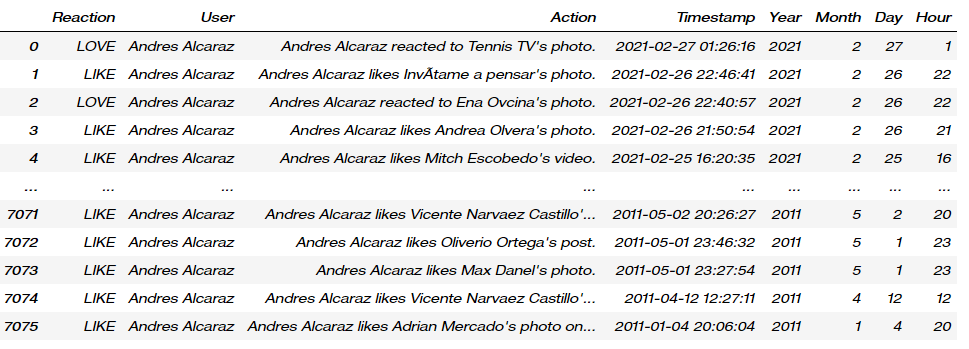 Reaction User Action Timestamp Year Month Day Hour
0 LOVE Andres Alcaraz Andres Alcaraz reacted to Tennis TV's photo. 2021-02-27 01:26:16 2021 2 27 1
1 LIKE Andres Alcaraz Andres Alcaraz likes InvÃtame a pensar's photo. 2021-02-26 22:46:41 2021 2 26 22
2 LOVE Andres Alcaraz Andres Alcaraz reacted to Ena Ovcina's photo. 2021-02-26 22:40:57 2021 2 26 22
3 LIKE Andres Alcaraz Andres Alcaraz likes Andrea Olvera's photo. 2021-02-26 21:50:54 2021 2 26 21
4 LIKE Andres Alcaraz Andres Alcaraz likes Mitch Escobedo's video. 2021-02-25 16:20:35 2021 2 25 16
... ... ... ... ... ... ... ... ...
7071 LIKE Andres Alcaraz Andres Alcaraz likes Vicente Narvaez Castillo'... 2011-05-02 20:26:27 2011 5 2 20
7072 LIKE Andres Alcaraz Andres Alcaraz likes Oliverio Ortega's post. 2011-05-01 23:46:32 2011 5 1 23
7073 LIKE Andres Alcaraz Andres Alcaraz likes Max Danel's photo. 2011-05-01 23:27:54 2011 5 1 23
7074 LIKE Andres Alcaraz Andres Alcaraz likes Vicente Narvaez Castillo'... 2011-04-12 12:27:11 2011 4 12 12
7075 LIKE Andres Alcaraz Andres Alcaraz likes Adrian Mercado's photo on... 2011-01-04 20:06:04 2011 1 4 20